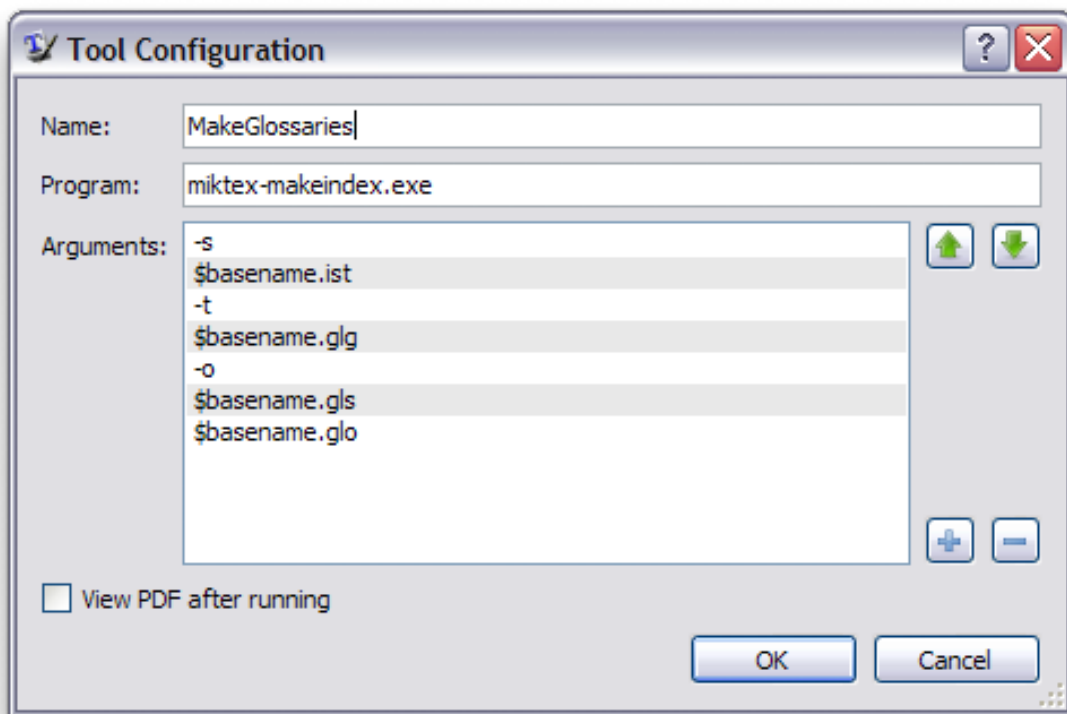 Tool Configuration
Name: MakeGlossaries
Program: miktex-makeindex.exe
Arguments: -s
$basename.ist
-t
$basename.glg
-o
$basename.gls
$basename.glo
View PDF after running
OK Cancel